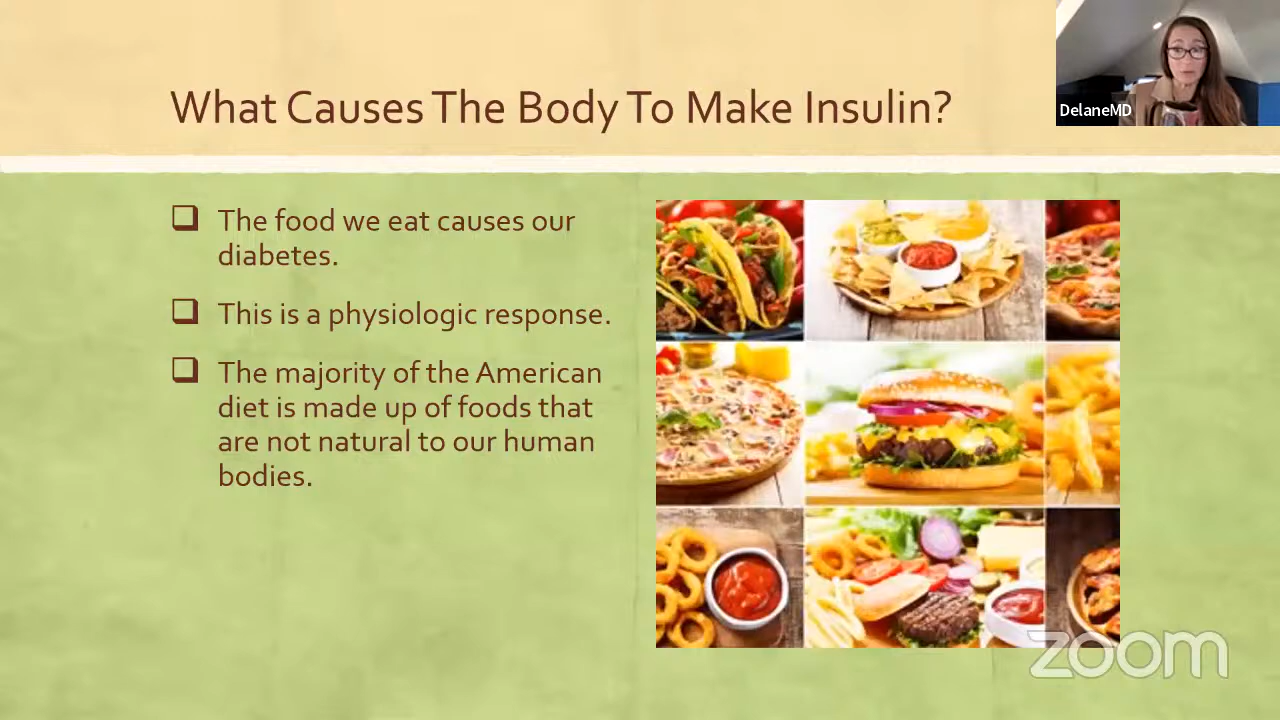 What Causes The Body To Make Insulin?
DelaneMD
The food we eat causes our
diabetes.
This is a physiologic response.
The majority of the American
diet is made up of foods that
are not natural to our human
bodies.
zoom